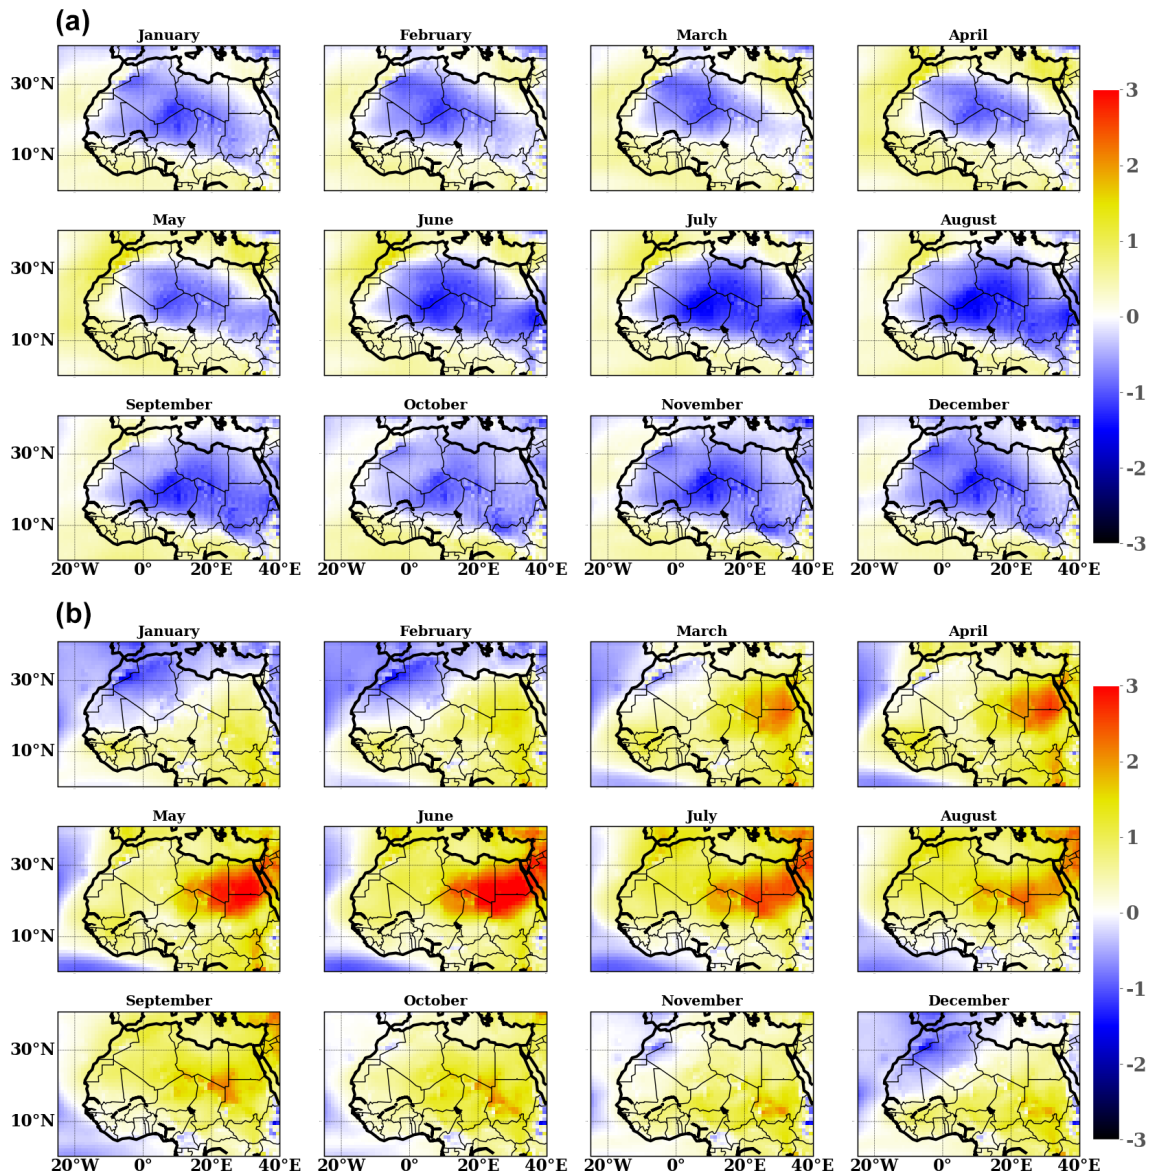 (a)
January February March April
30°N
10°N
May June July August
30°N
10°N
September October November December
30°N
10°N
20°W 0° 20°E 40°E 20°W 0° 20°E 40°E 20°W 0° 20°E 40°E 20°W 0° 20°E 40°E
3
2
1
0
-1
-2
-3
(b)
January February March April
30°N
10°N
May June July August
30°N
10°N
September October November December
30°N
10°N
20°W 0° 20°E 40°E 20°W 0° 20°E 40°E 20°W 0° 20°E 40°E 20°W 0° 20°E 40°E
3
2
1
0
-1
-2
-3